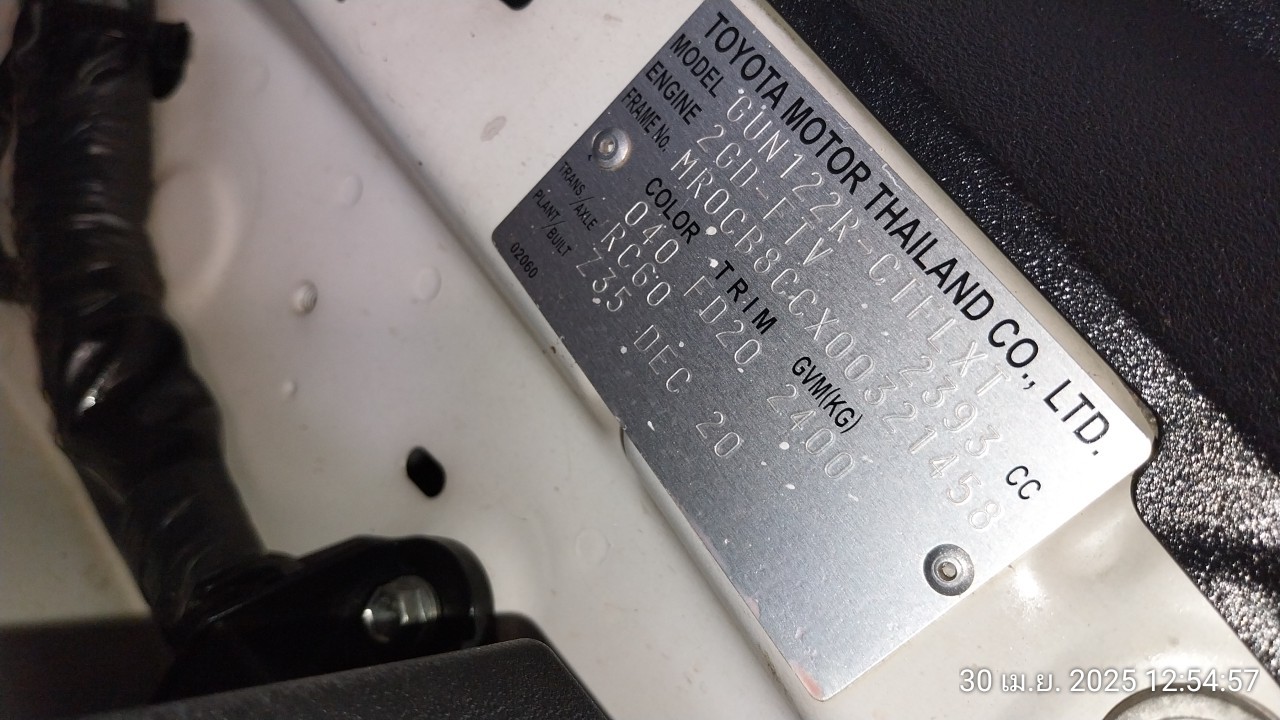 TOYOTA MOTOR THAILAND CO., LTD.
MODEL GUN122R-CTFLXT
ENGINE 2GD-FTV 2393 CC
FRAME No. MR0CB8CCX00321458
COLOR TRIM GVM(KG)
040 FD20 2400
TRANS/AXLE RC60
PLANT/BUILT Z35 DEC 20
02060
30 เม.ย. 2025 12:54:57